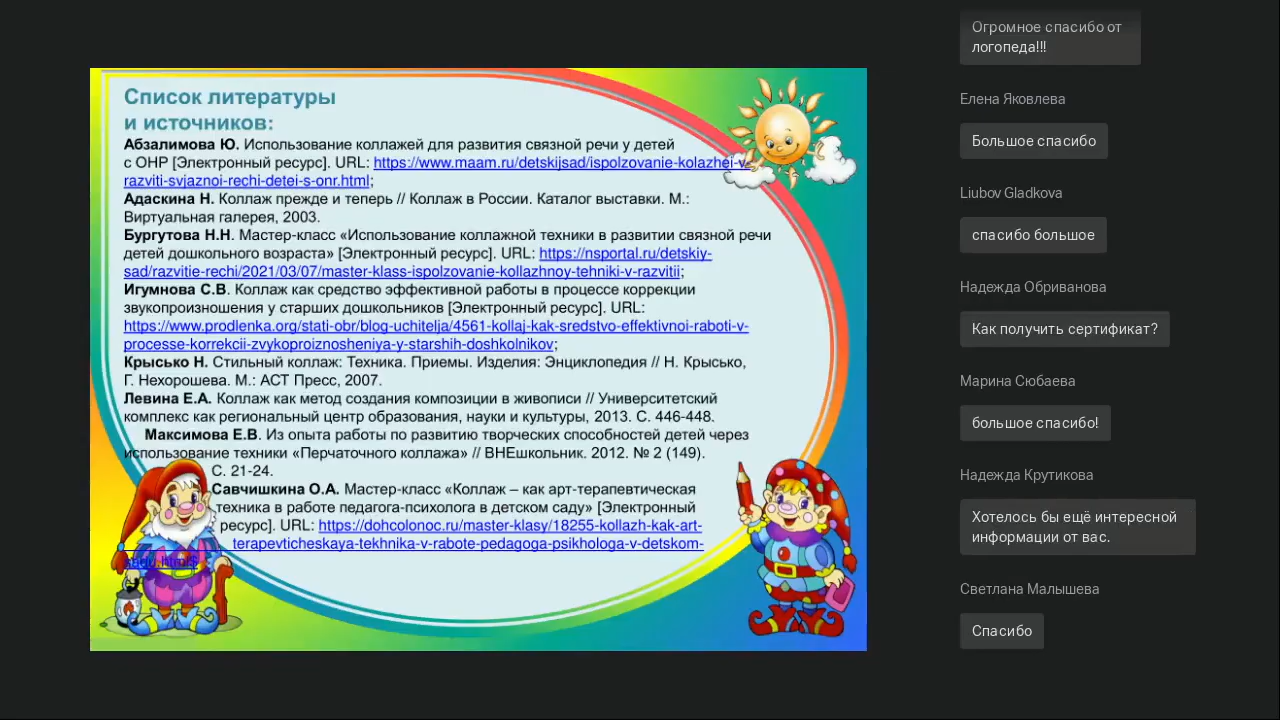 Список литературы
и источников:
Абзалимова Ю. Использование коллажей для развития связной речи у детей
с ОНР [Электронный ресурс]. URL: https://www.maam.ru/detskijsad/ispolzovanie-kolazhei-v-
razviti-svjaznoi-rechi-detei-s-onr.html;
Адаскина Н. Коллаж прежде и теперь // Коллаж в России. Каталог выставки. М.:
Виртуальная галерея, 2003.
Бургутова Н.Н. Мастер-класс «Использование коллажной техники в развитии связной речи
детей дошкольного возраста» [Электронный ресурс]. URL: https://nsportal.ru/detskiy-
sad/razvitie-rechi/2021/03/07/master-klass-ispolzovanie-kollazhnoy-tehniki-v-razvitii;
Игумнова С.В. Коллаж как средство эффективной работы в процессе коррекции
звукопроизношения у старших дошкольников [Электронный ресурс]. URL:
https://www.prodlenka.org/stati-obr/blog-uchitelja/4561-kollaj-kak-sredstvo-effektivnoi-raboti-v-
processe-korrekcii-zvykoproiznosheniya-y-starshih-doshkolnikov;
Крысько Н. Стильный коллаж: Техника. Приемы. Изделия: Энциклопедия // Н. Крысько,
Г. Нехорошева. М.: АСТ Пресс, 2007.
Левина Е.А. Коллаж как метод создания композиции в живописи // Университетский
комплекс как региональный центр образования, науки и культуры, 2013. С. 446-448.
Максимова Е.В. Из опыта работы по развитию творческих способностей детей через
использование техники «Перчаточного коллажа» // ВНЕшкольник. 2012. № 2 (149).
С. 21-24.
Савчишкина О.А. Мастер-класс «Коллаж – как арт-терапевтическая
техника в работе педагога-психолога в детском саду» [Электронный
ресурс]. URL: https://dohcolonoc.ru/master-klasy/18255-kollazh-kak-art-
terapevticheskaya-tekhnika-v-rabote-pedagoga-psikhologa-v-detskom-
Огромное спасибо от
логопеда!!!
Елена Яковлева
Большое спасибо
Liubov Gladkova
спасибо большое
Надежда Обриванова
Как получить сертификат?
Марина Сюбаева
большое спасибо!
Надежда Крутикова
Хотелось бы ещё интересной
информации от вас.
Светлана Малышева
Спасибо